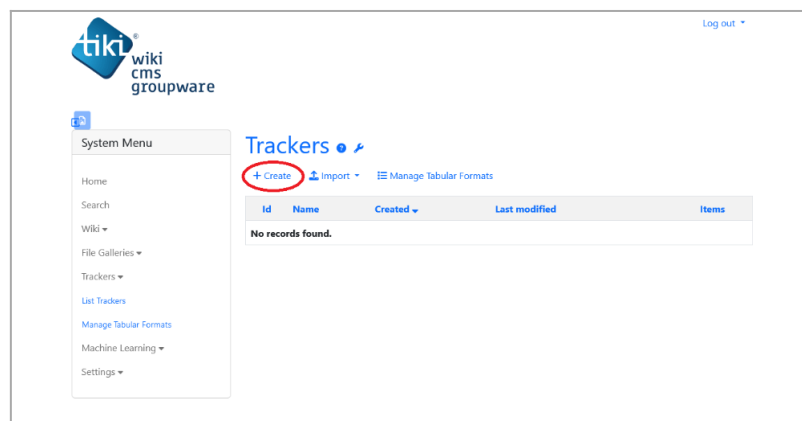 Log out
tiki®
wiki
cms
groupware
System Menu
Home
Search
Wiki
File Galleries
Trackers
List Trackers
Manage Tabular Formats
Machine Learning
Settings
Trackers
+ Create Import Manage Tabular Formats
Id Name Created Last modified Items
No records found.